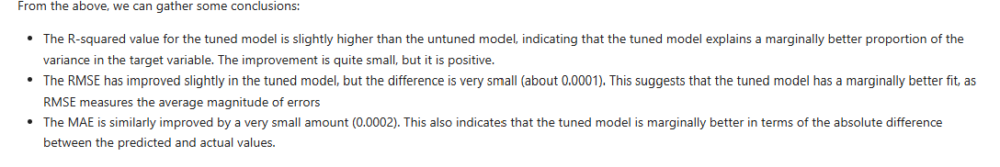 From the above, we can gather some conclusions:
• The R-squared value for the tuned model is slightly higher than the untuned model, indicating that the tuned model explains a marginally better proportion of the
variance in the target variable. The improvement is quite small, but it is positive.
• The RMSE has improved slightly in the tuned model, but the difference is very small (about 0.0001). This suggests that the tuned model has a marginally better fit, as
RMSE measures the average magnitude of errors
• The MAE is similarly improved by a very small amount (0.0002). This also indicates that the tuned model is marginally better in terms of the absolute difference
between the predicted and actual values.